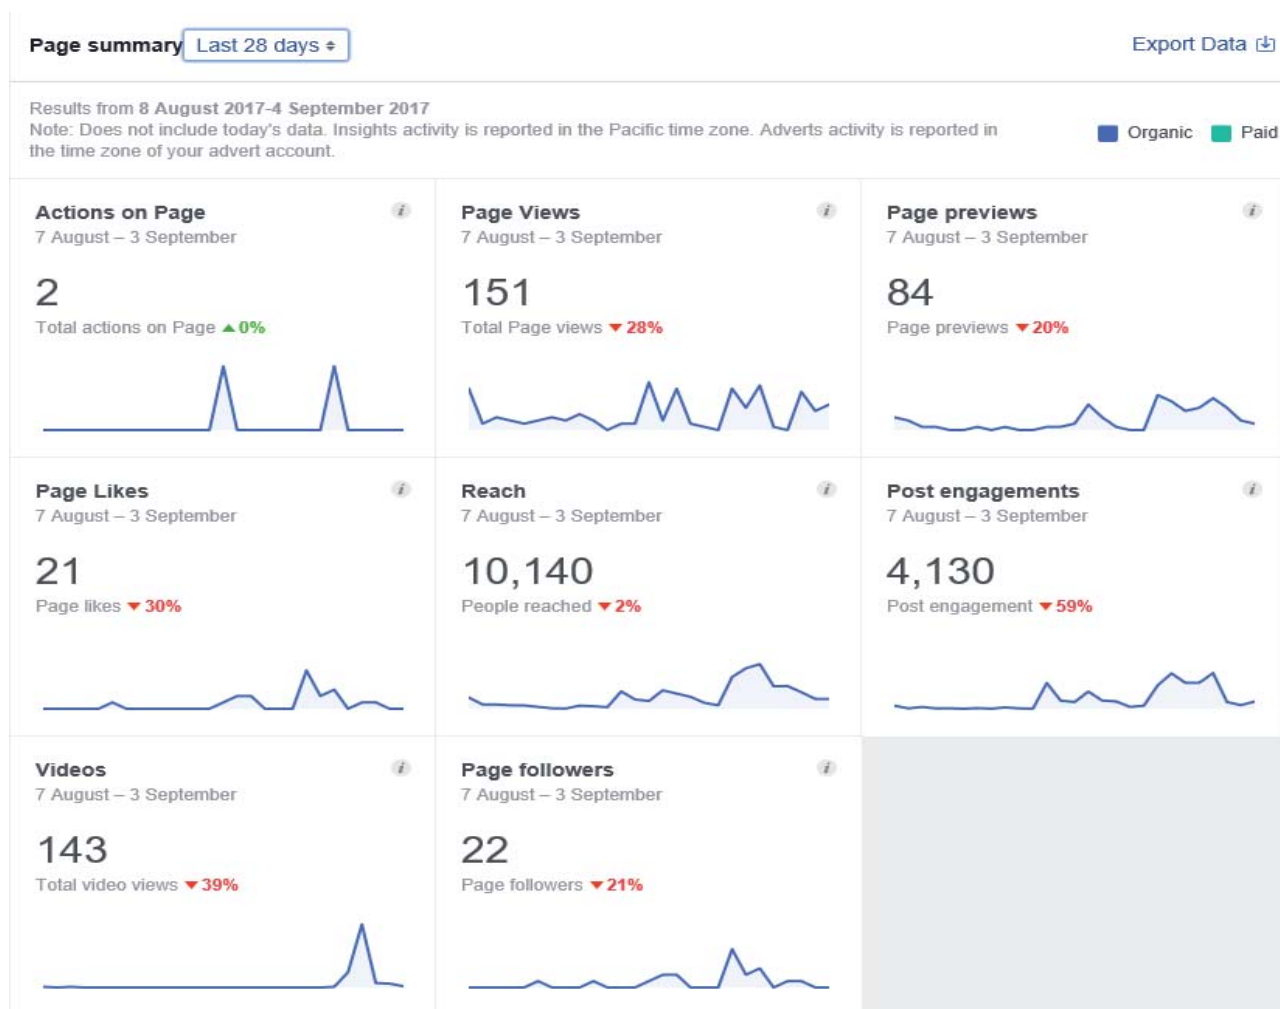 Page summary Last 28 days
Export Data
Results from 8 August 2017-4 September 2017
Note: Does not include today's data. Insights activity is reported in the Pacific time zone. Adverts activity is reported in
the time zone of your advert account.
Organic Paid
Actions on Page
7 August – 3 September
2
Total actions on Page ▲0%
Page Views
7 August – 3 September
151
Total Page views ▼28%
Page previews
7 August – 3 September
84
Page previews ▼20%
Page Likes
7 August – 3 September
21
Page likes ▼30%
Reach
7 August – 3 September
10,140
People reached ▼2%
Post engagements
7 August – 3 September
4,130
Post engagement ▼59%
Videos
7 August – 3 September
143
Total video views ▼39%
Page followers
7 August – 3 September
22
Page followers ▼21%